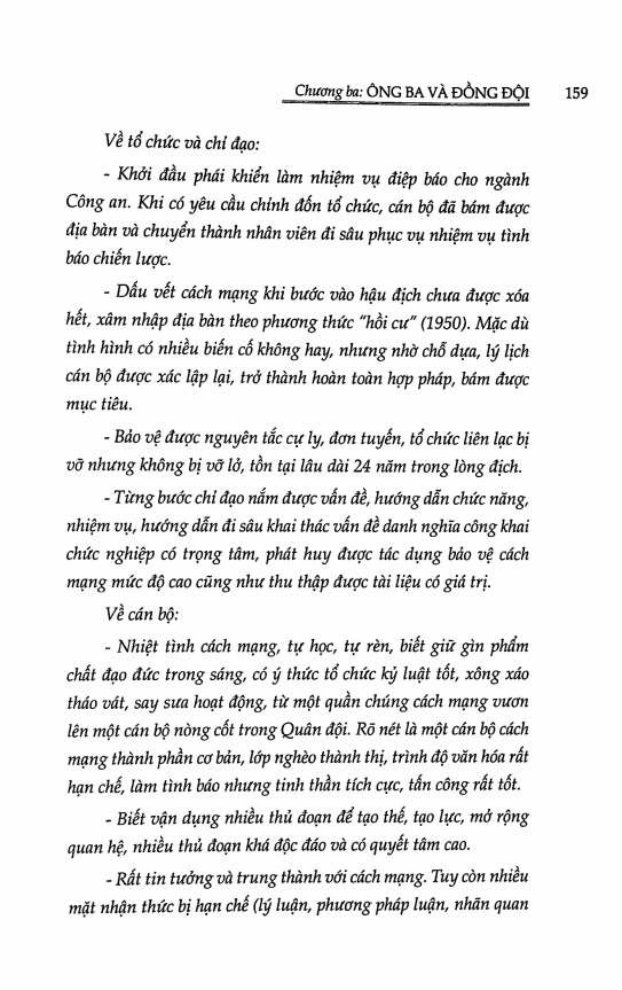 Chương ba: ÔNG BA VÀ ĐỒNG ĐỘI 159
Về tổ chức và chỉ đạo:
- Khởi đầu phái khiển làm nhiệm vụ điệp báo cho ngành
Công an. Khi có yêu cầu chỉnh đốn tổ chức, cán bộ đã bám được
địa bàn và chuyển thành nhân viên đi sâu phục vụ nhiệm vụ tình
báo chiến lược.
- Dấu vết cách mạng khi bước vào hậu địch chưa được xóa
hết, xâm nhập địa bàn theo phương thức "hồi cư" (1950). Mặc dù
tình hình có nhiều biến cố không hay, nhưng nhờ chỗ dựa, lý lịch
cán bộ được xác lập lại, trở thành hoàn toàn hợp pháp, bám được
mục tiêu.
- Bảo vệ được nguyên tắc cự ly, đơn tuyến, tổ chức liên lạc bị
vỡ nhưng không bị vỡ lở, tồn tại lâu dài 24 năm trong lòng địch.
- Từng bước chỉ đạo nắm được vấn đề, hướng dẫn chức năng,
nhiệm vụ, hướng dẫn đi sâu khai thác vấn đề danh nghĩa công khai
chức nghiệp có trọng tâm, phát huy được tác dụng bảo vệ cách
mạng mức độ cao cũng như thu thập được tài liệu có giá trị.
Về cán bộ:
- Nhiệt tình cách mạng, tự học, tự rèn, biết giữ gìn phẩm
chất đạo đức trong sáng, có ý thức tổ chức kỷ luật tốt, xông xáo
tháo vát, say sưa hoạt động, từ một quần chúng cách mạng vươn
lên một cán bộ nòng cốt trong Quân đội. Rõ nét là một cán bộ cách
mạng thành phần cơ bản, lớp nghèo thành thị, trình độ văn hóa rất
hạn chế, làm tình báo nhưng tinh thần tích cực, tấn công rất tốt.
- Biết vận dụng nhiều thủ đoạn để tạo thế, tạo lực, mở rộng
quan hệ, nhiều thủ đoạn khá độc đáo và có quyết tâm cao.
- Rất tin tưởng và trung thành với cách mạng. Tuy còn nhiều
mặt nhận thức bị hạn chế (lý luận, phương pháp luận, nhãn quan